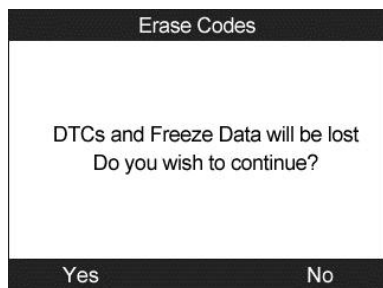 Erase Codes
DTCs and Freeze Data will be lost
Do you wish to continue?
Yes No